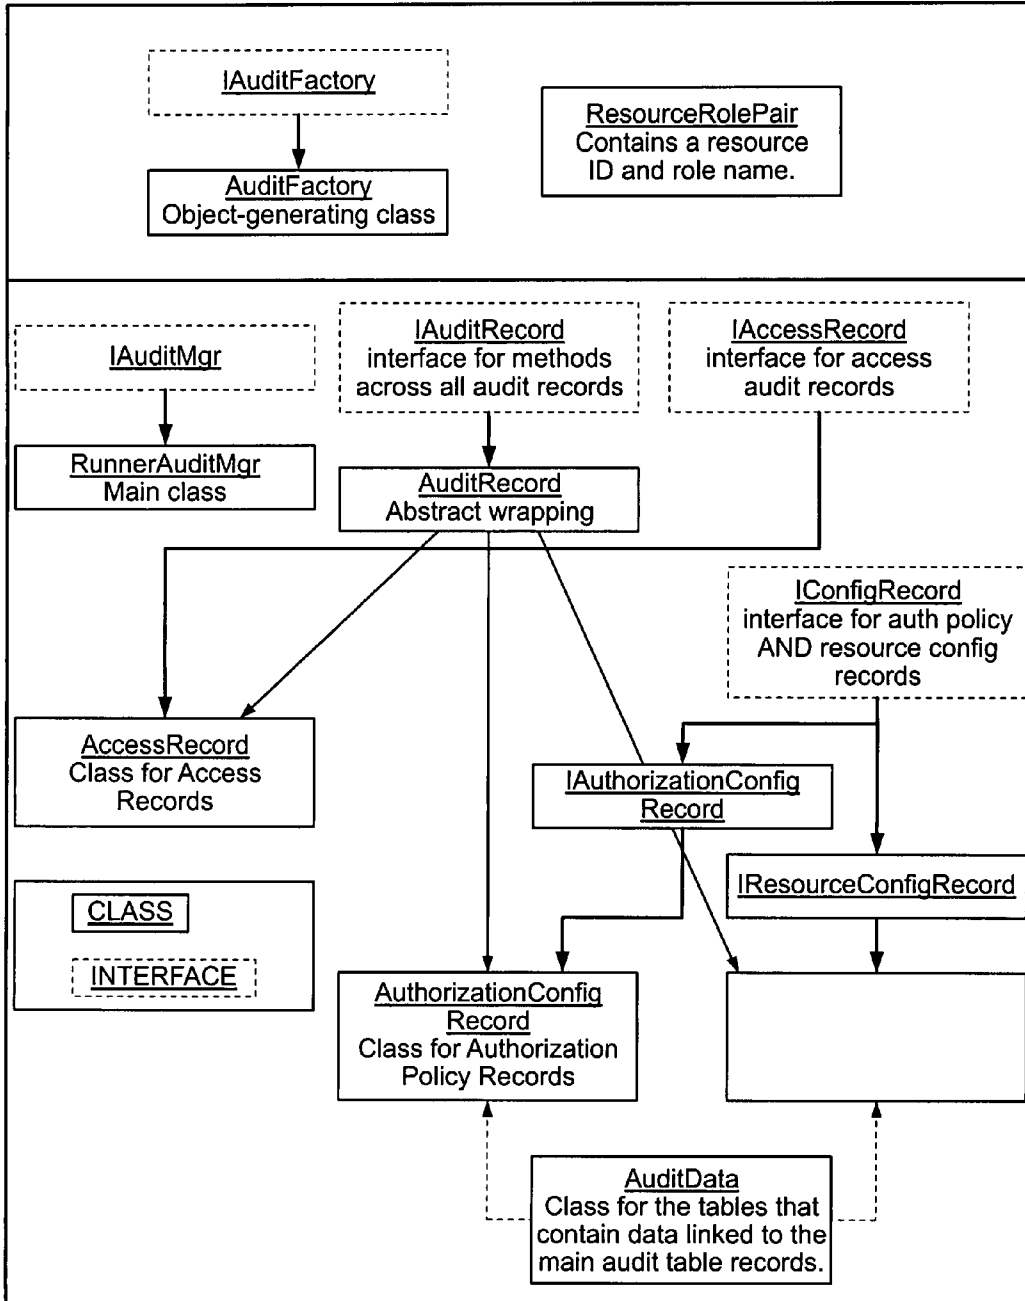 IAuditFactory
AuditFactory
Object-generating class
ResourceRolePair
Contains a resource
ID and role name.
IAuditMgr
RunnerAuditMgr
Main class
IAuditRecord
interface for methods
across all audit records
AuditRecord
Abstract wrapping
IAccessRecord
interface for access
audit records
IConfigRecord
interface for auth policy
AND resource config
records
AccessRecord
Class for Access
Records
IAuthorizationConfig
Record
IResourceConfigRecord
CLASS
INTERFACE
AuthorizationConfig
Record
Class for Authorization
Policy Records
AuditData
Class for the tables that
contain data linked to the
main audit table records.